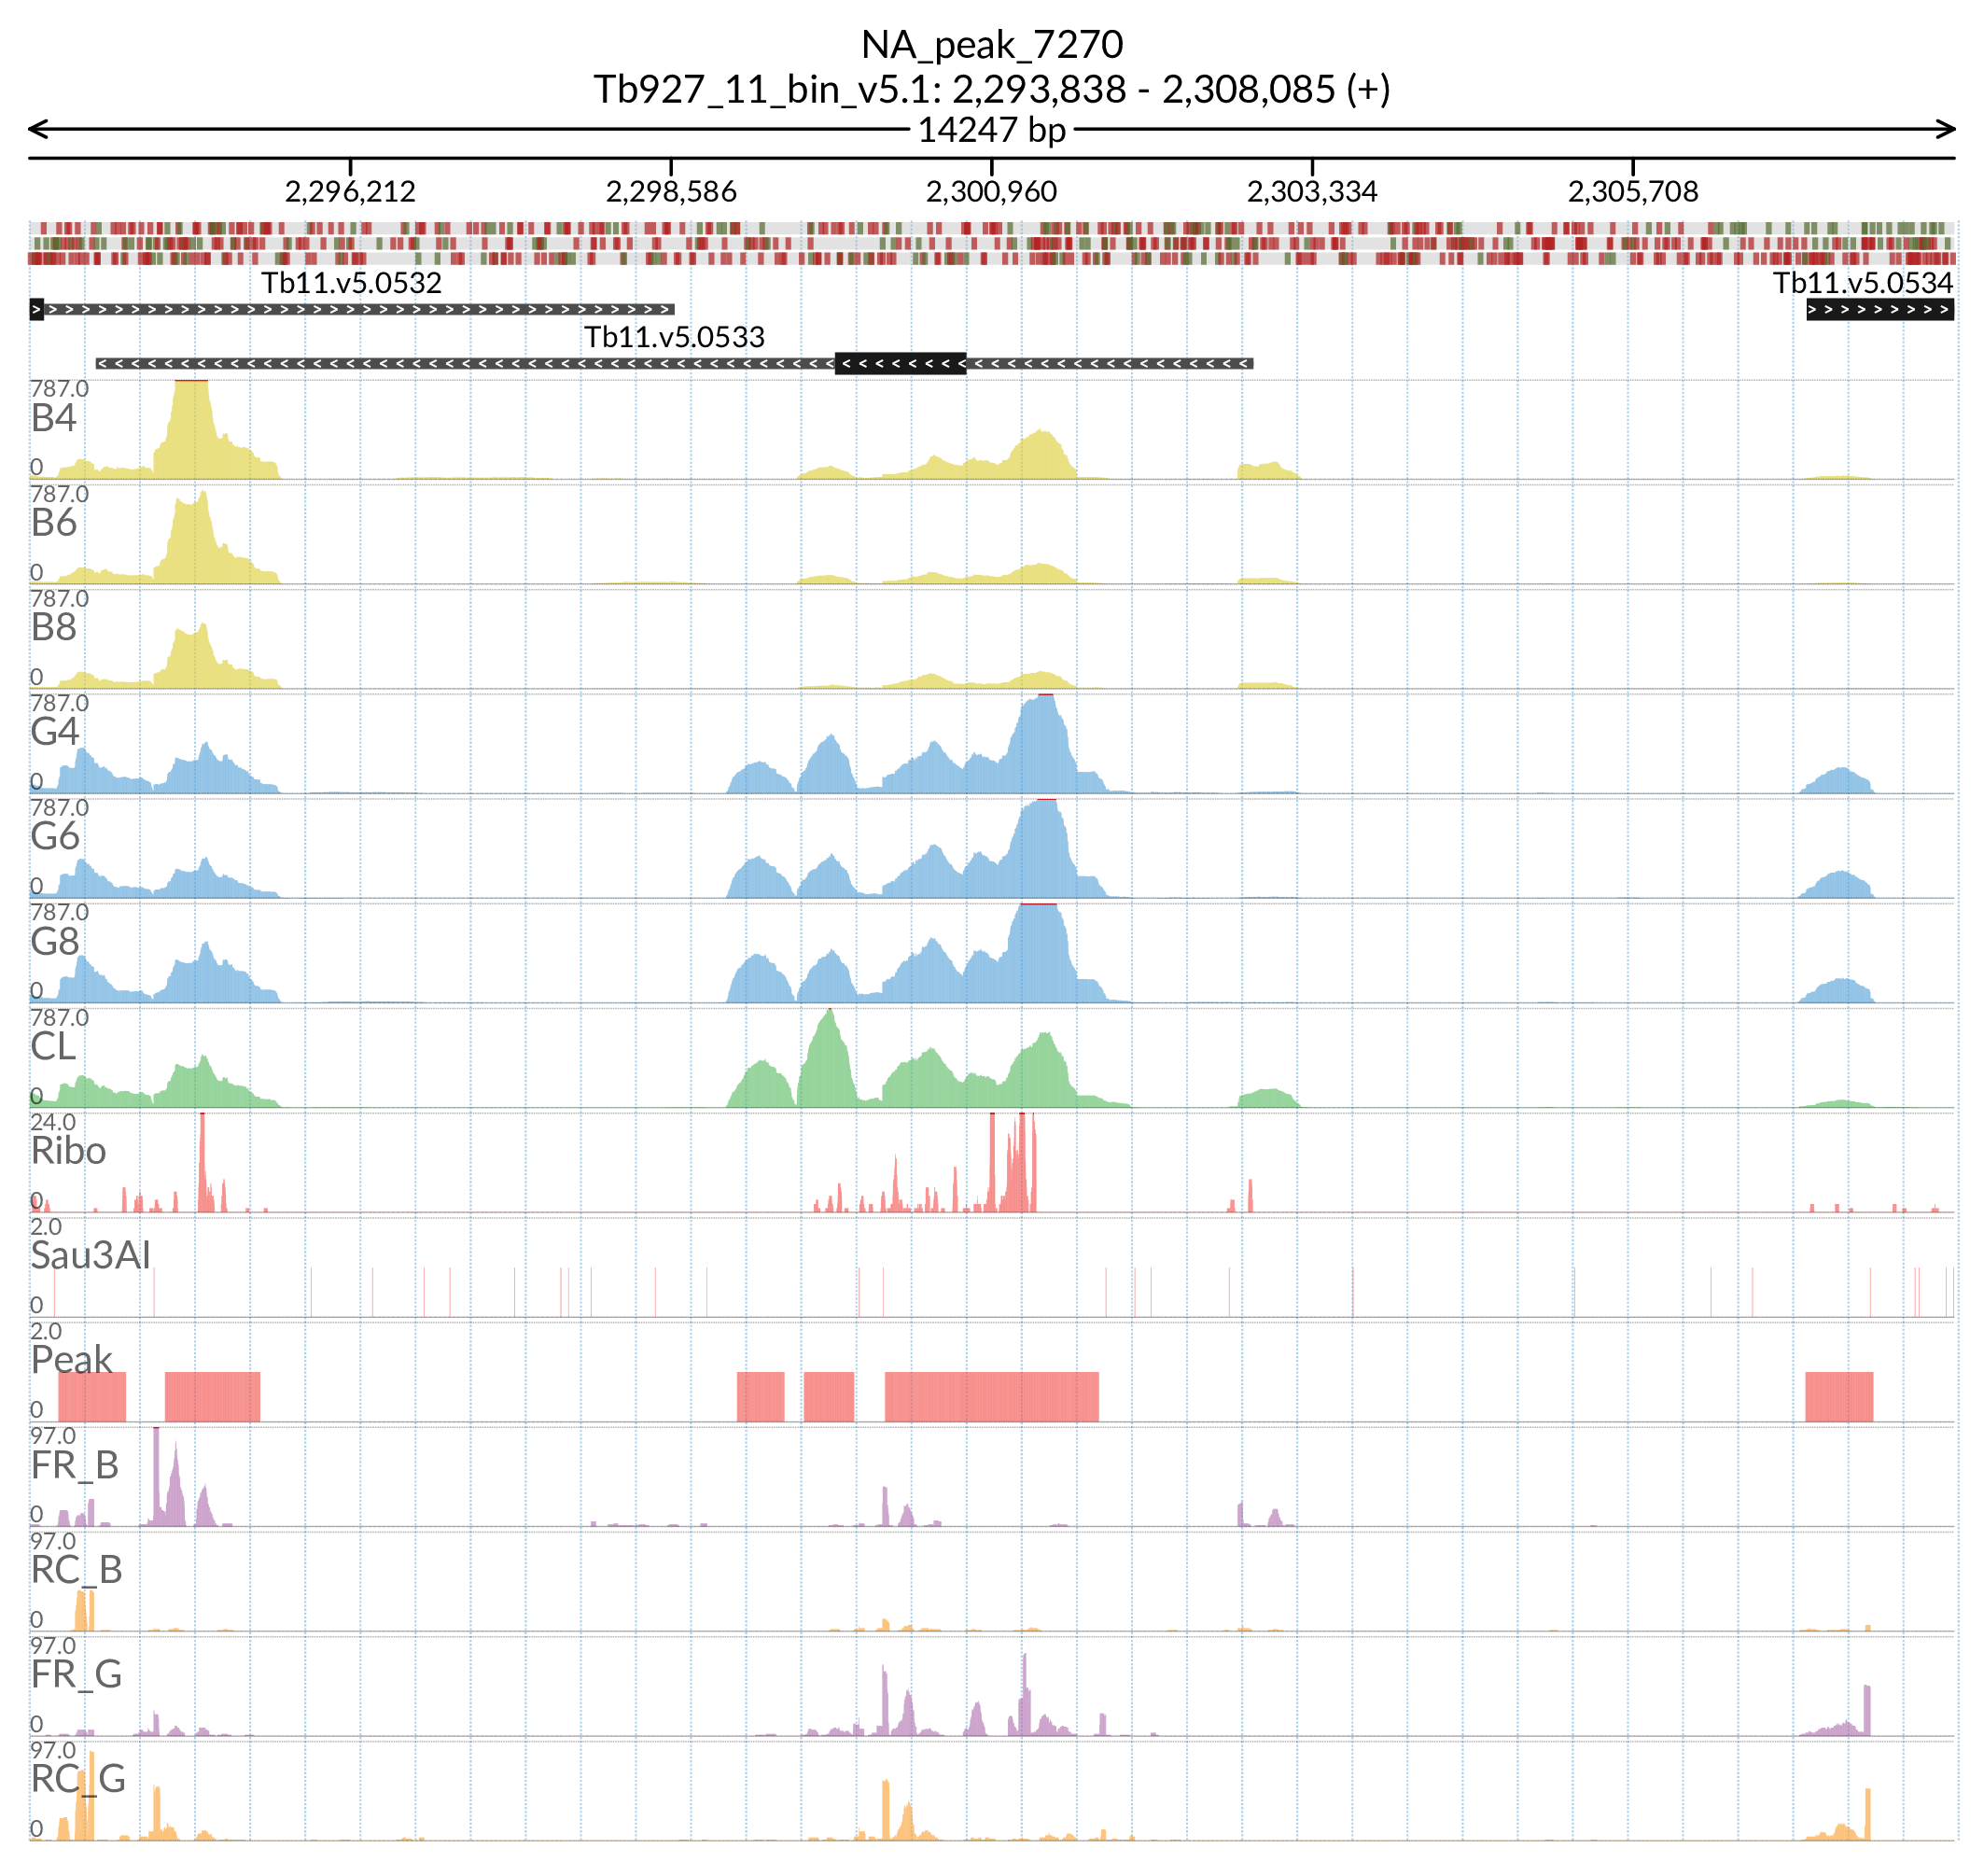 NA_peak_7270
Tb927_11_bin_v5.1: 2,293,838 - 2,308,085 (+)
14247 bp
2,296,212 2,298,586 2,300,960 2,303,334 2,305,708
Tb11.v5.0532 Tb11.v5.0534
Tb11.v5.0533
787.0
B4
0
787.0
B6
0
787.0
B8
0
787.0
G4
0
787.0
G6
0
787.0
G8
0
787.0
CL
0
24.0
Ribo
0
2.0
Sau3AI
0
2.0
Peak
0
97.0
FR_B
0
97.0
RC_B
0
97.0
FR_G
0
97.0
RC_G
0